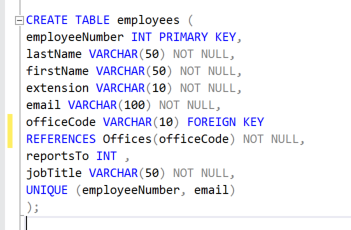 CREATE TABLE employees (
employeeNumber INT PRIMARY KEY,
lastName VARCHAR(50) NOT NULL,
firstName VARCHAR(50) NOT NULL,
extension VARCHAR(10) NOT NULL,
email VARCHAR(100) NOT NULL,
officeCode VARCHAR(10) FOREIGN KEY
REFERENCES Offices(officeCode) NOT NULL,
reportsTo INT ,
jobTitle VARCHAR(50) NOT NULL,
UNIQUE (employeeNumber, email)
);